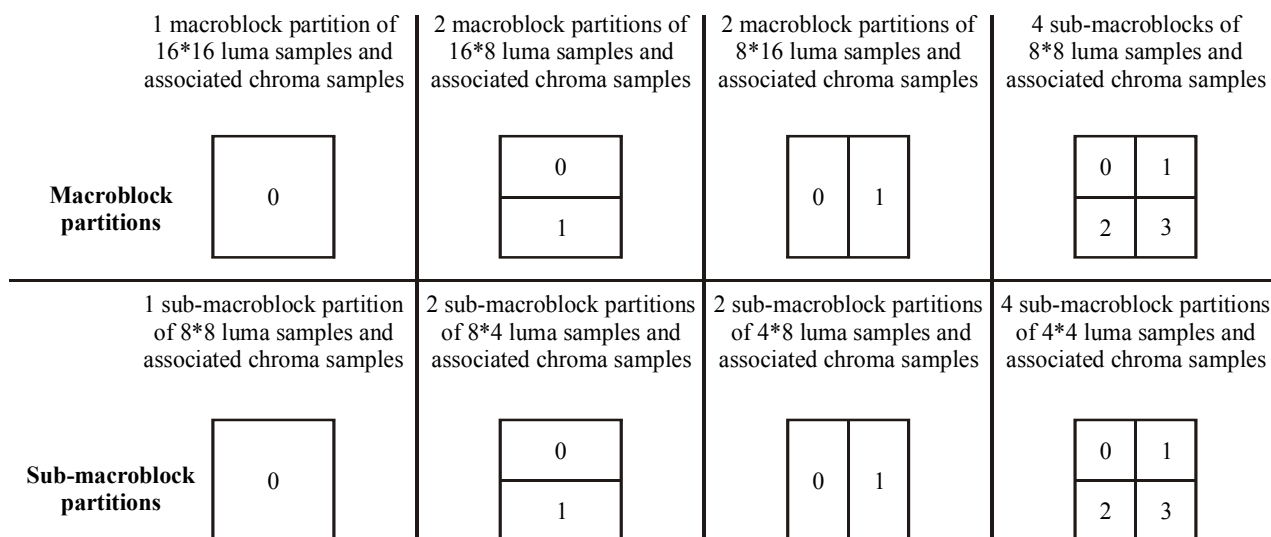 1 macroblock partition of
16*16 luma samples and
associated chroma samples
2 macroblock partitions of
16*8 luma samples and
associated chroma samples
2 macroblock partitions of
8*16 luma samples and
associated chroma samples
4 sub-macroblocks of
8*8 luma samples and
associated chroma samples
Macroblock
partitions
0
0
1
0 1
0 1
2 3
1 sub-macroblock partition
of 8*8 luma samples and
associated chroma samples
2 sub-macroblock partitions
of 8*4 luma samples and
associated chroma samples
2 sub-macroblock partitions
of 4*8 luma samples and
associated chroma samples
4 sub-macroblock partitions
of 4*4 luma samples and
associated chroma samples
Sub-macroblock
partitions
0
0
1
0 1
0 1
2 3